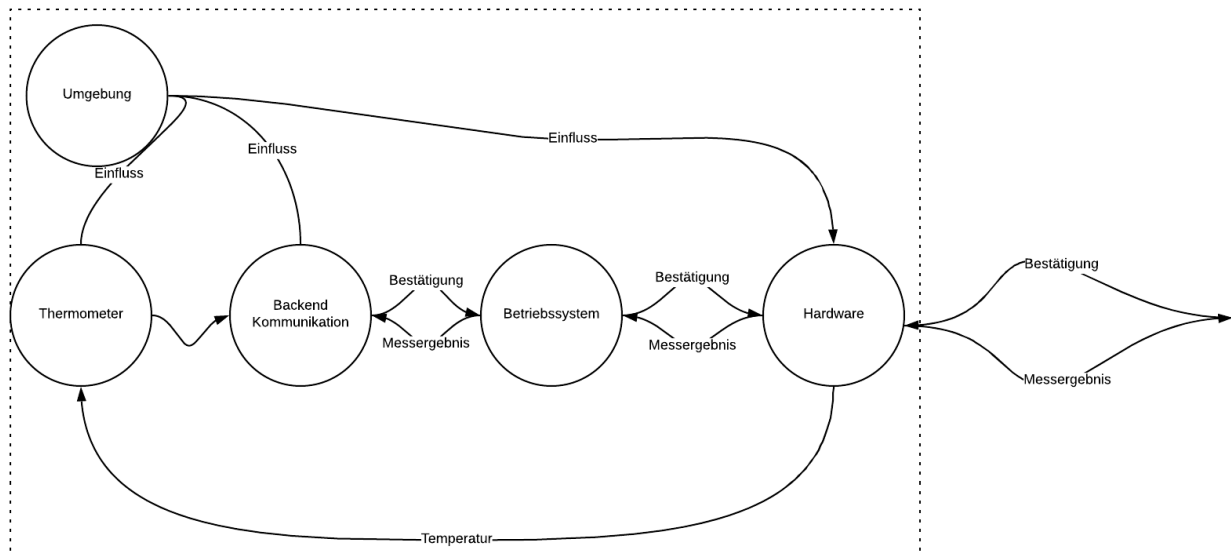 Umgebung
Einfluss
Einfluss
Einfluss
Thermometer
Backend
Kommunikation
Bestätigung
Messergebnis
Betriebssystem
Bestätigung
Messergebnis
Hardware
Bestätigung
Messergebnis
Temperatur